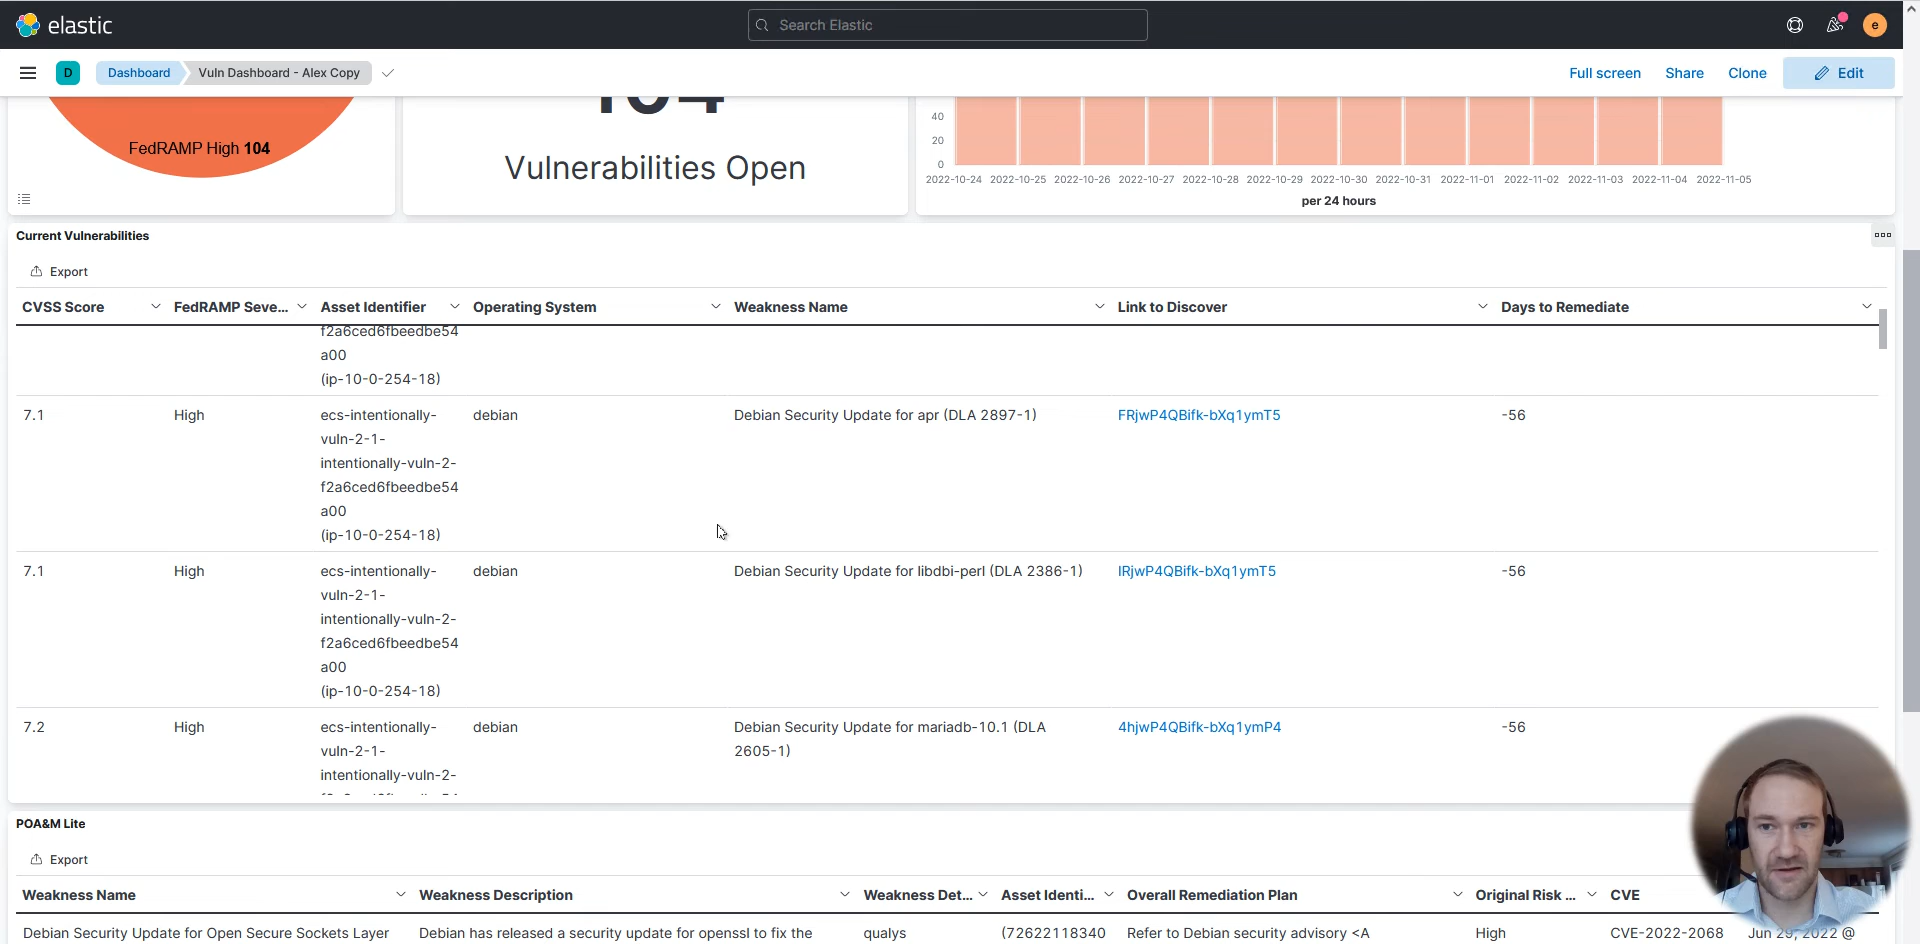 elastic
Search Elastic
e
D
Dashboard
Vuln Dashboard - Alex Copy
Full screen
Share
Clone
Edit
FedRAMP High 104
104
Vulnerabilities Open
40
20
0
2022-10-24 2022-10-25 2022-10-26 2022-10-27 2022-10-28 2022-10-29 2022-10-30 2022-10-31 2022-11-01 2022-11-02 2022-11-03 2022-11-04 2022-11-05
per 24 hours
Current Vulnerabilities
Export
CVSS Score FedRAMP Seve... Asset Identifier Operating System Weakness Name Link to Discover Days to Remediate
f2a6ced6fbeedbe54
a00
(ip-10-0-254-18)
7.1 High ecs-intentionally- debian Debian Security Update for apr (DLA 2897-1) FRjwP4QBifk-bXq1ymT5 -56
vuln-2-1-
intentionally-vuln-2-
f2a6ced6fbeedbe54
a00
(ip-10-0-254-18)
7.1 High ecs-intentionally- debian Debian Security Update for libdbi-perl (DLA 2386-1) IRjwP4QBifk-bXq1ymT5 -56
vuln-2-1-
intentionally-vuln-2-
f2a6ced6fbeedbe54
a00
(ip-10-0-254-18)
7.2 High ecs-intentionally- debian Debian Security Update for mariadb-10.1 (DLA 4hjwP4QBifk-bXq1ymP4 -56
vuln-2-1- 2605-1)
intentionally-vuln-2-
POA&M Lite
Export
Weakness Name Weakness Description Weakness Det... Asset Identi... Overall Remediation Plan Original Risk ... CVE
Debian Security Update for Open Secure Sockets Layer Debian has released a security update for openssl to fix the qualys (72622118340 Refer to Debian security advisory <A High CVE-2022-2068 Jun 29, 2022 @